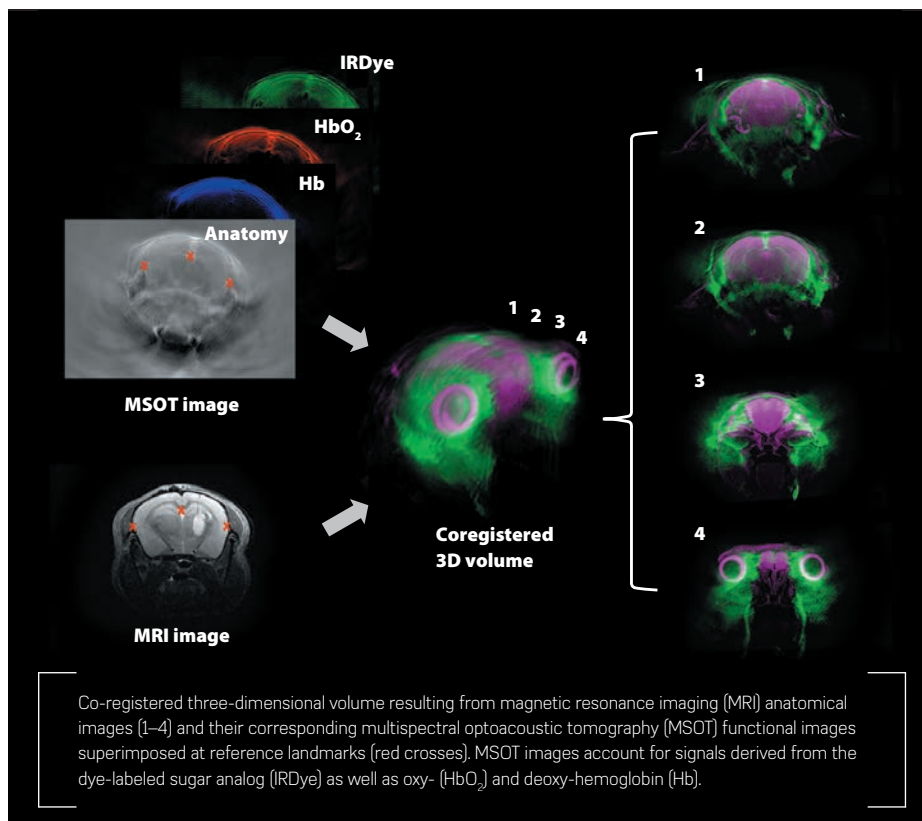 IRDye
HbO₂
Hb
Anatomy
MSOT image
MRI image
1
2
3
4
Coregistered
3D volume
1
2
3
4
Co-registered three-dimensional volume resulting from magnetic resonance imaging (MRI) anatomical
images (1–4) and their corresponding multispectral optoacoustic tomography (MSOT) functional images
superimposed at reference landmarks (red crosses). MSOT images account for signals derived from the
dye-labeled sugar analog (IRDye) as well as oxy- (HbO₂) and deoxy-hemoglobin (Hb).